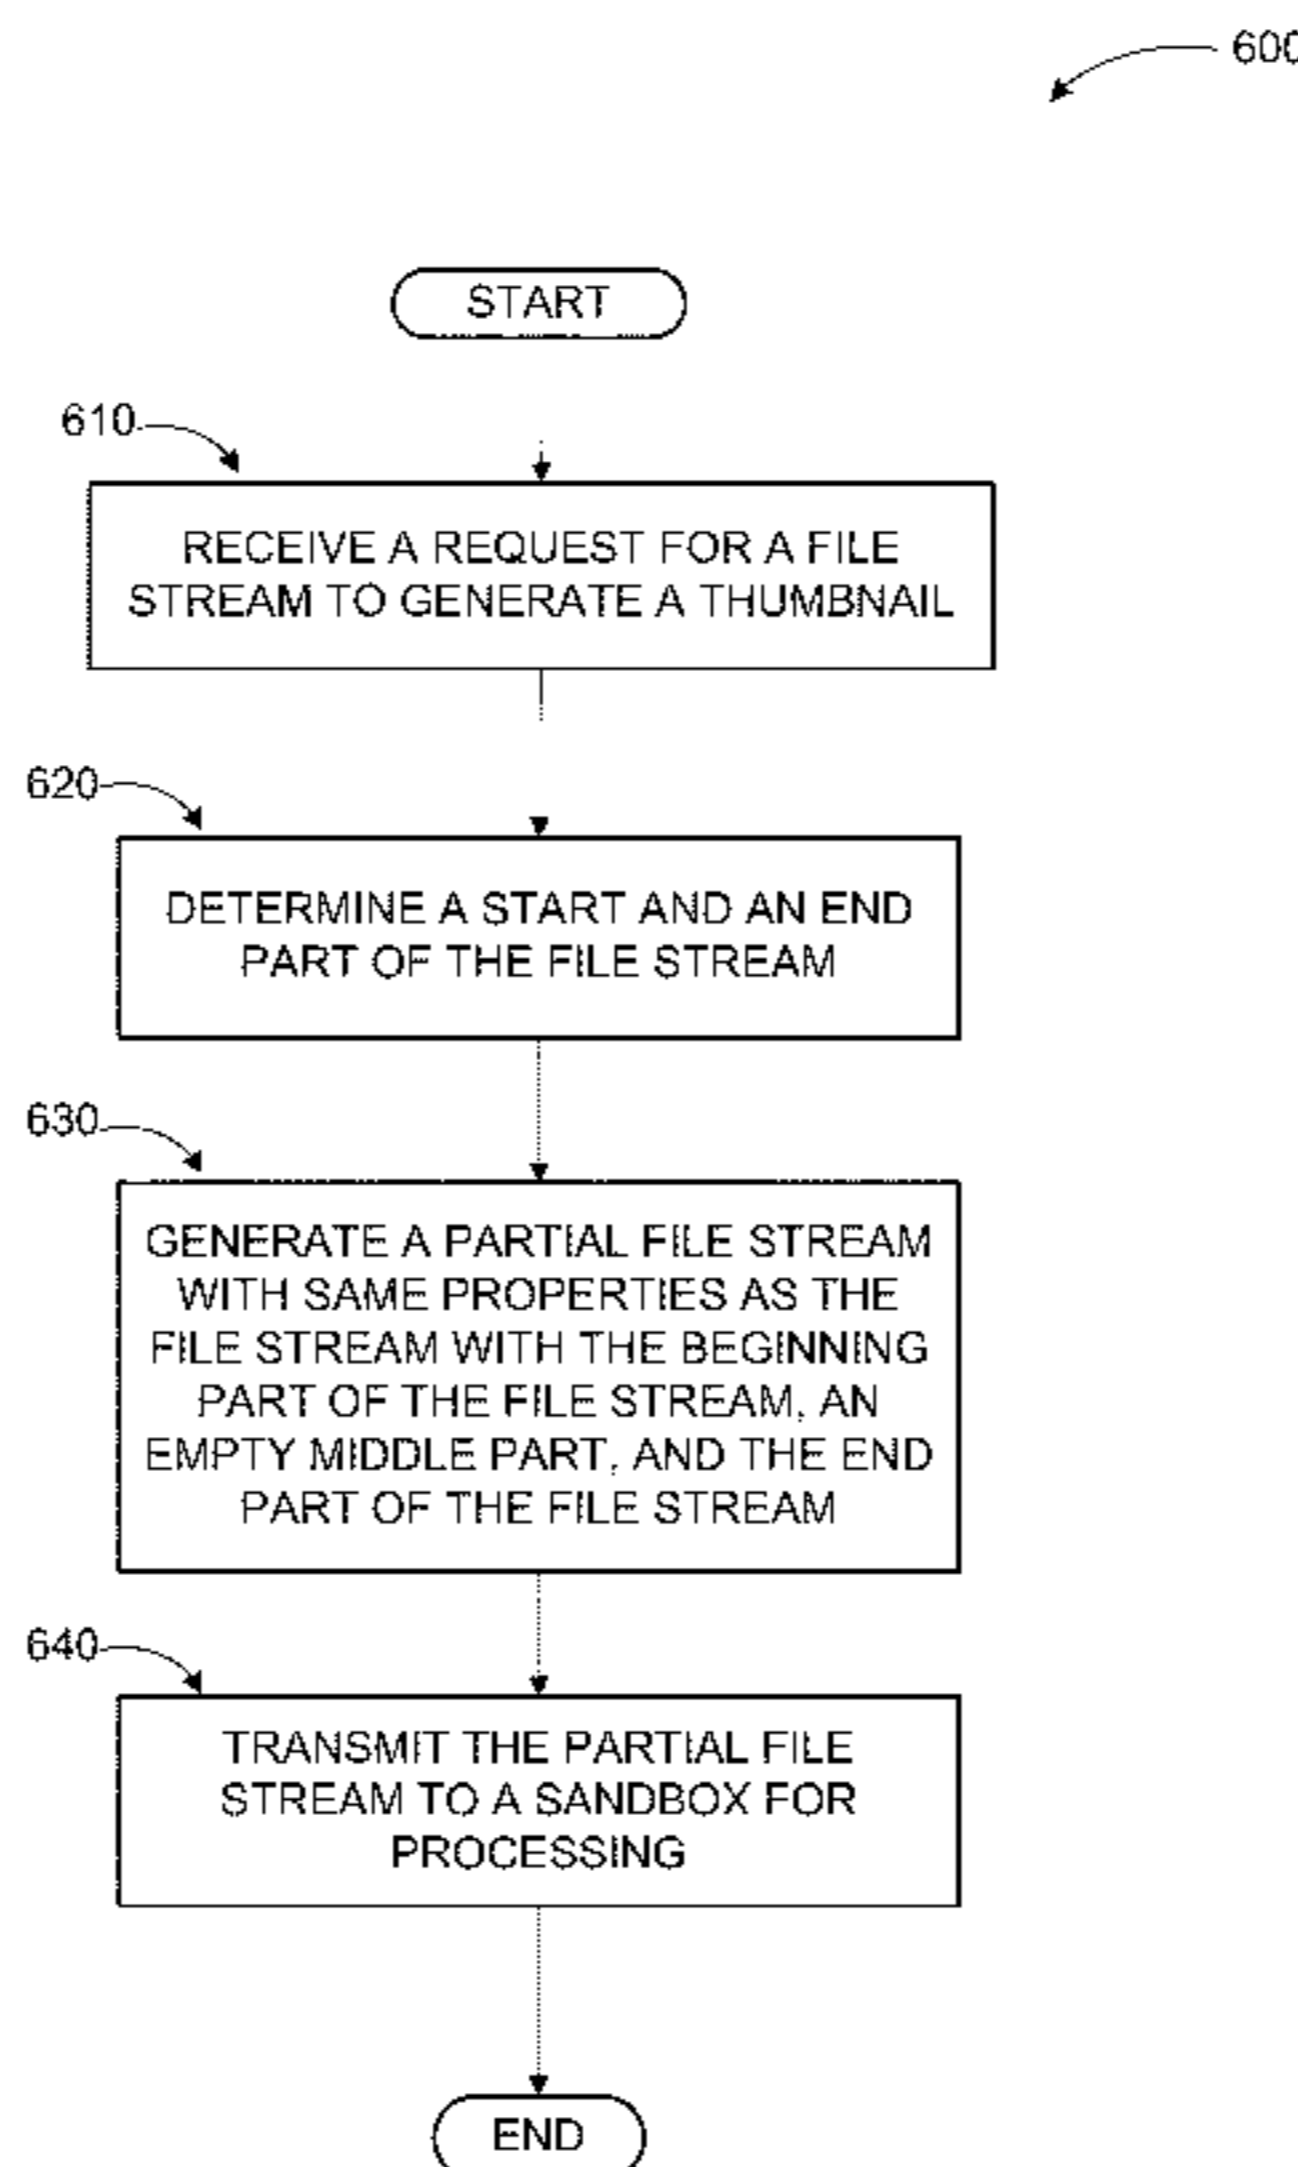 600
START
610
RECEIVE A REQUEST FOR A FILE
STREAM TO GENERATE A THUMBNAIL
620
DETERMINE A START AND AN END
PART OF THE FILE STREAM
630
GENERATE A PARTIAL FILE STREAM
WITH SAME PROPERTIES AS THE
FILE STREAM WITH THE BEGINNING
PART OF THE FILE STREAM, AN
EMPTY MIDDLE PART, AND THE END
PART OF THE FILE STREAM
640
TRANSMIT THE PARTIAL FILE
STREAM TO A SANDBOX FOR
PROCESSING
END